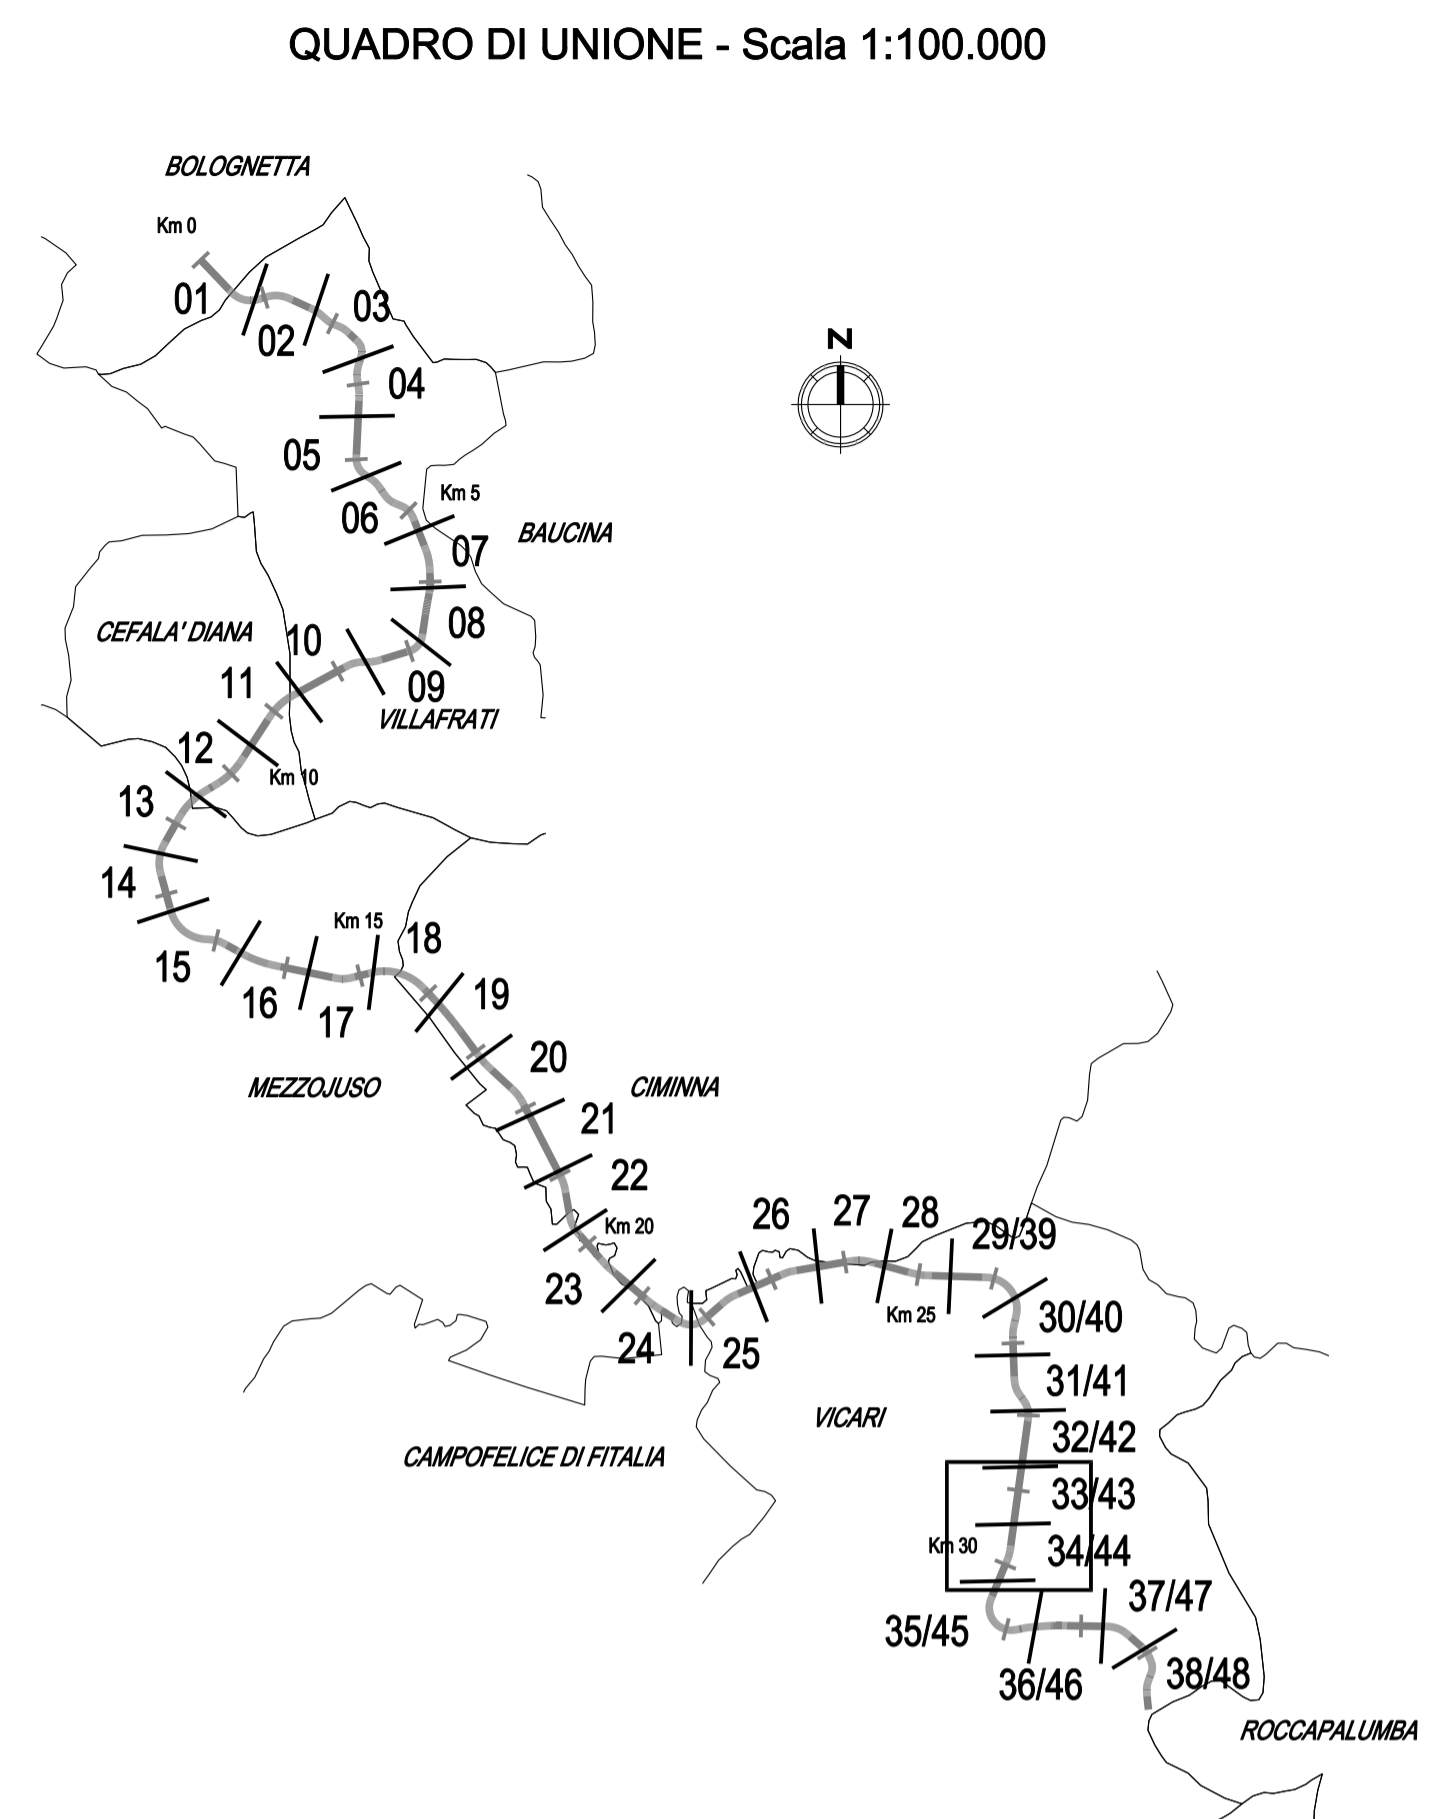 QUADRO DI UNIONE - Scala 1:100.000
BOLOGNETTA
Km 0
01
02
03
N
04
05
Km 5
06
BAUCINA
07
08
CEFALA' DIANA
10
11
09
VILLAFRATI
12
Km 10
13
14
Km 15
18
15
16
17
19
20
MEZZOJUSO
CIMINNA
21
22
Km 20
26
27
28
29/39
23
Km 25
30/40
24
25
31/41
VICARI
32/42
CAMPOFELICE DI FITALIA
33/43
Km 30
34/44
37/47
35/45
36/46
38/48
ROCCAPALUMBA